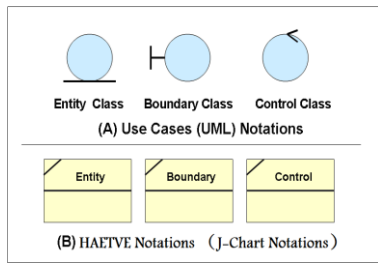 Entity Class Boundary Class Control Class
(A) Use Cases (UML) Notations
Entity Boundary Control
(B) HAETVE Notations (J-Chart Notations)